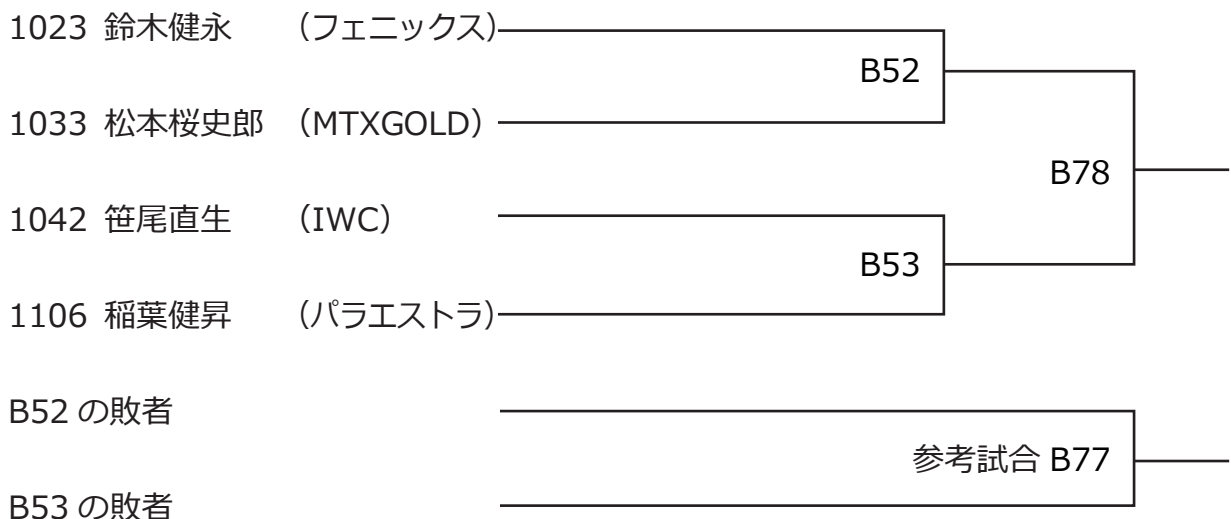 1023 鈴木健永 （フェニックス）
B52
1033 松本桜史郎 （MTXGOLD）
B78
1042 笹尾直生 （IWC）
B53
1106 稲葉健昇 （パラエストラ）
B52 の敗者
参考試合 B77
B53 の敗者